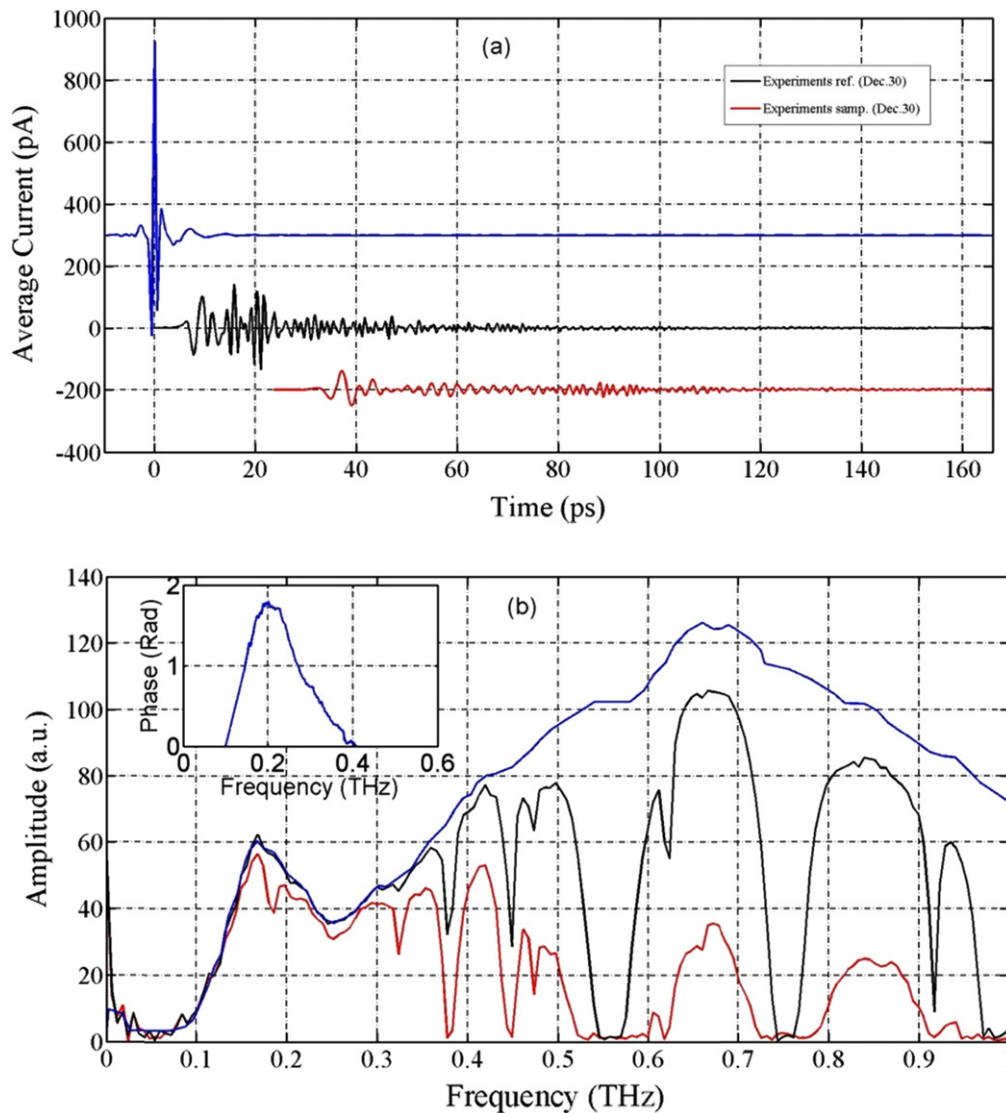 1000
(a)
800
Experiments ref. (Dec.30)
Experiments samp. (Dec.30)
600
400
200
0
-200
-400
Average Current (pA)
0 20 40 60 80 100 120 140 160
Time (ps)
140
120
100
80
60
40
20
0
Amplitude (a.u.)
(b)
2
1
0
Phase (Rad)
0 0.2 0.4 0.6
Frequency (THz)
0 0.1 0.2 0.3 0.4 0.5 0.6 0.7 0.8 0.9
Frequency (THz)